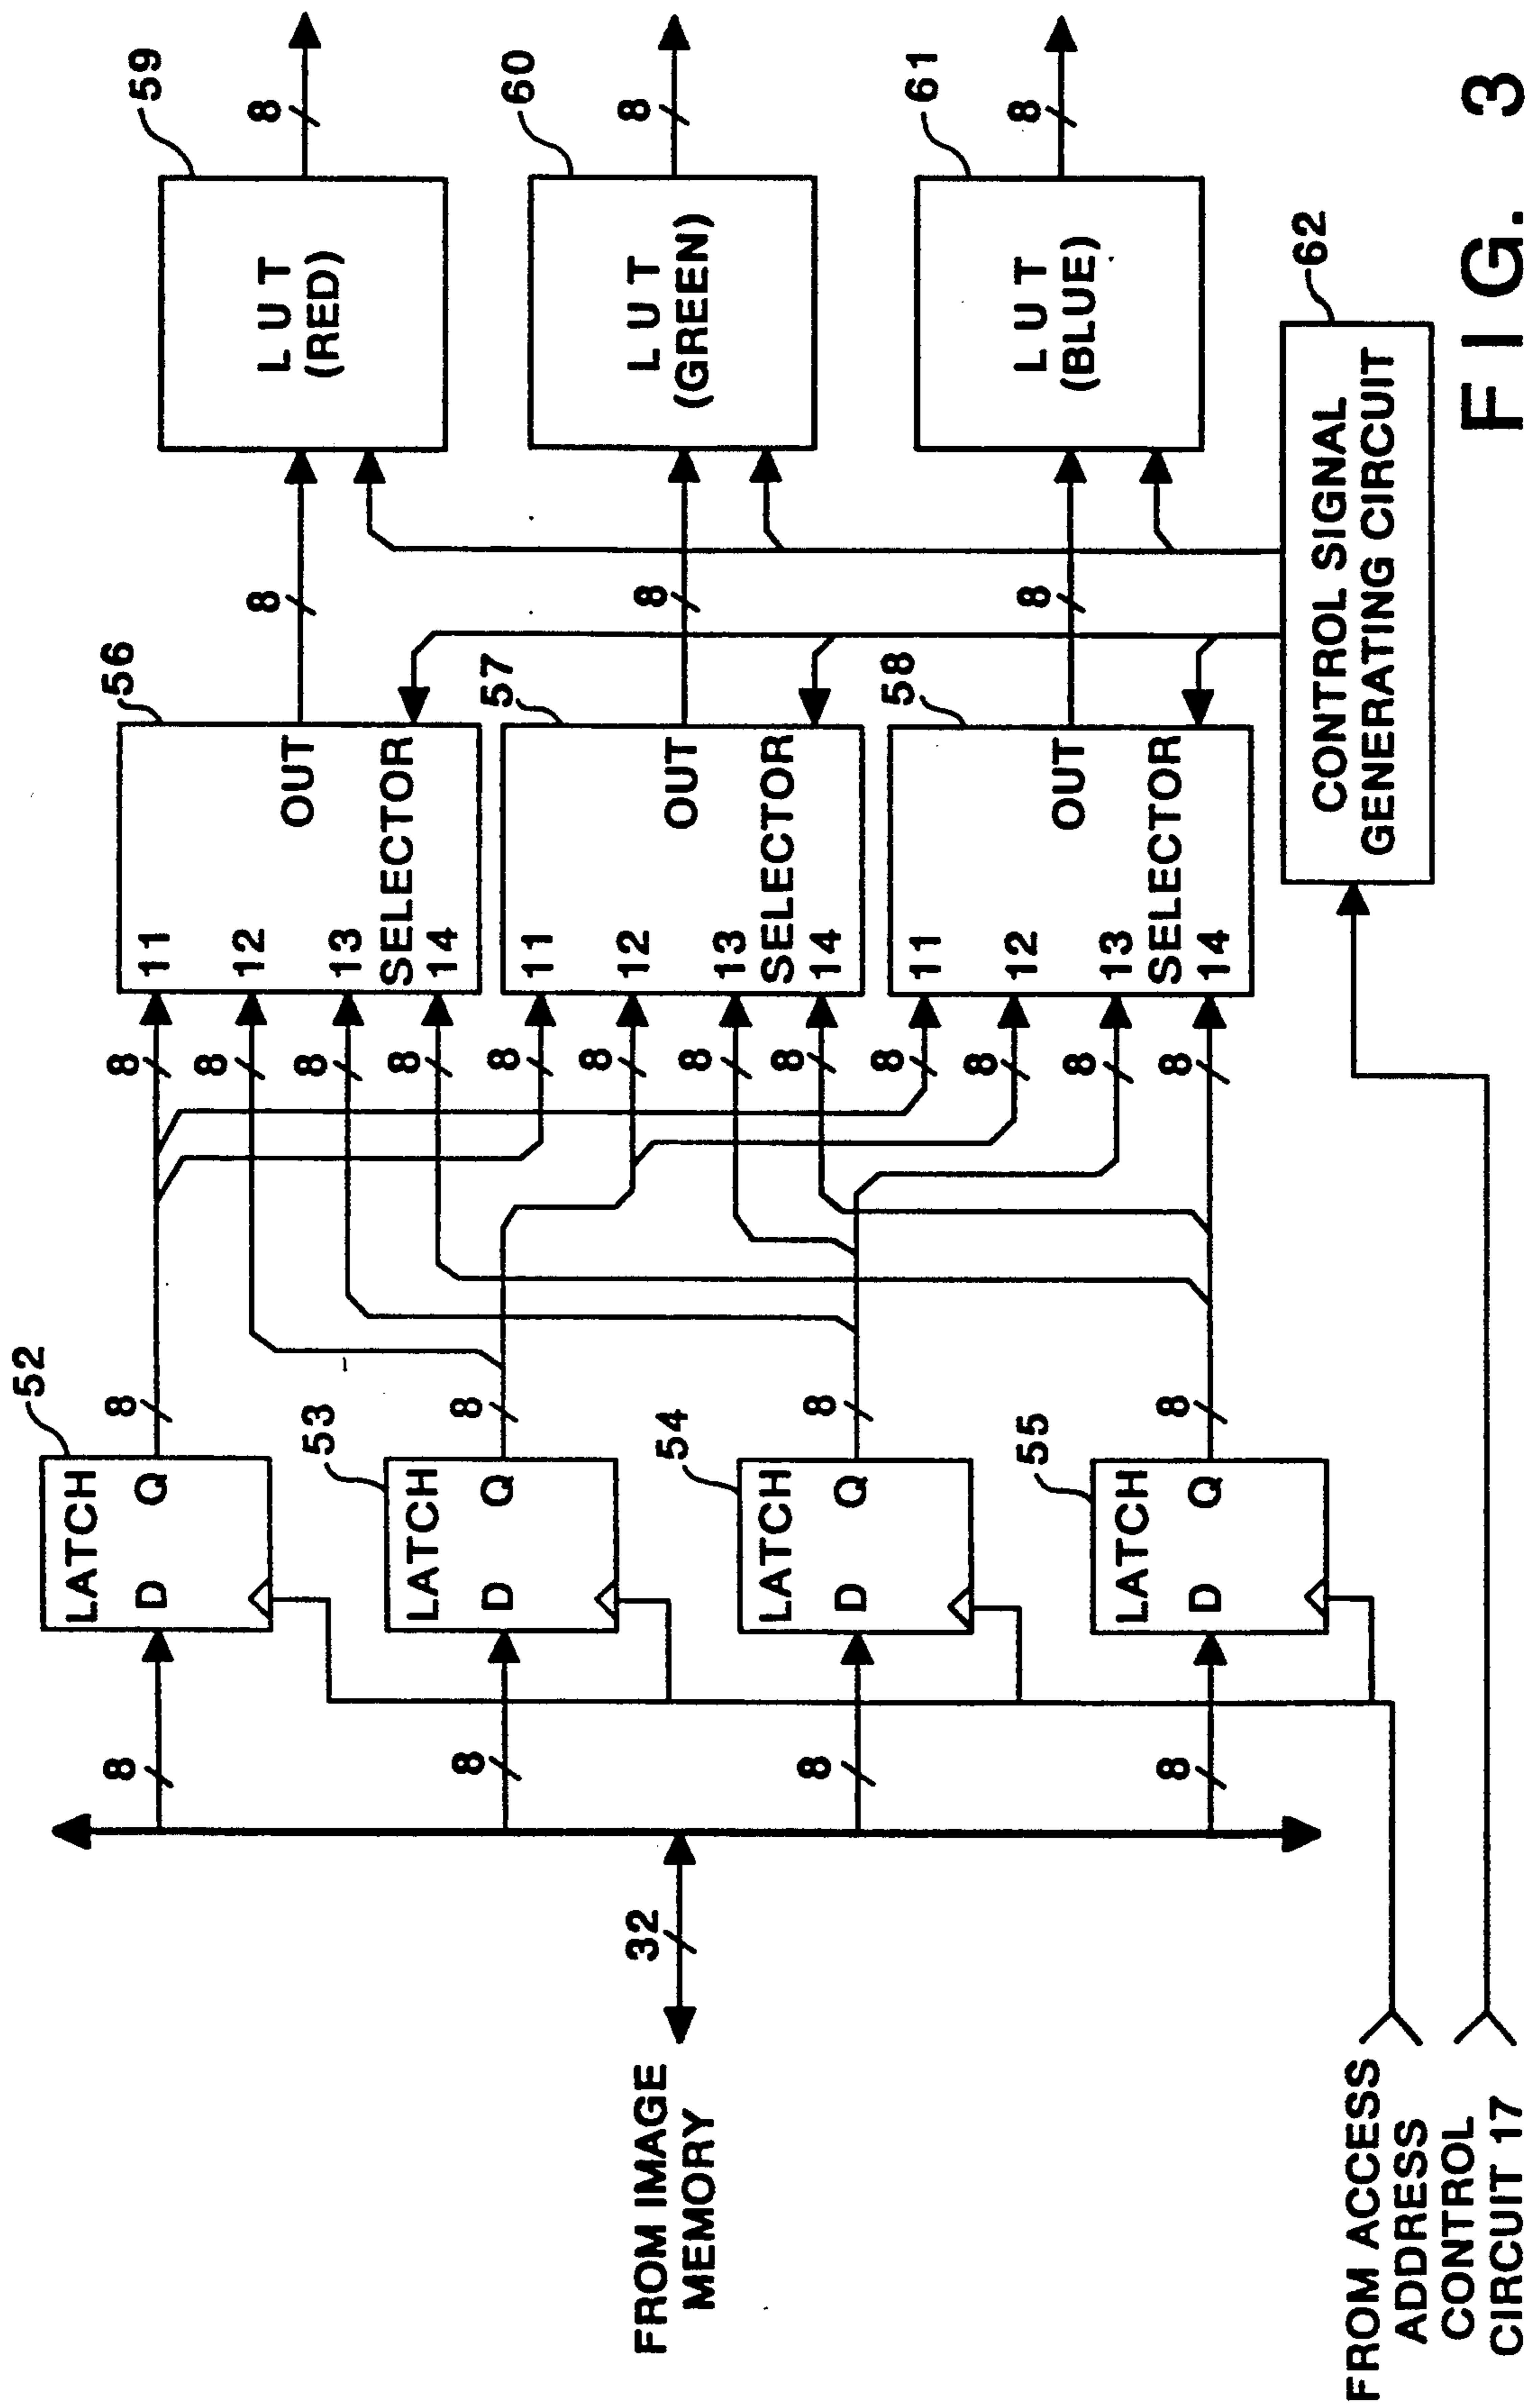 FROM IMAGE
MEMORY
FROM ACCESS
ADDRESS
CONTROL
CIRCUIT 17
32
8
8
8
8
52
LATCH
D Q
8
53
LATCH
D Q
8
54
LATCH
D Q
8
55
LATCH
D Q
8
8
8
8
8
8
8
8
8
8
8
8
8
56
11
12
OUT
13
SELECTOR
14
57
11
12
OUT
13
SELECTOR
14
58
11
12
OUT
13
SELECTOR
14
8
8
8
59
LUT
(RED)
8
60
LUT
(GREEN)
8
61
LUT
(BLUE)
8
62
CONTROL SIGNAL
GENERATING CIRCUIT
FIG. 3